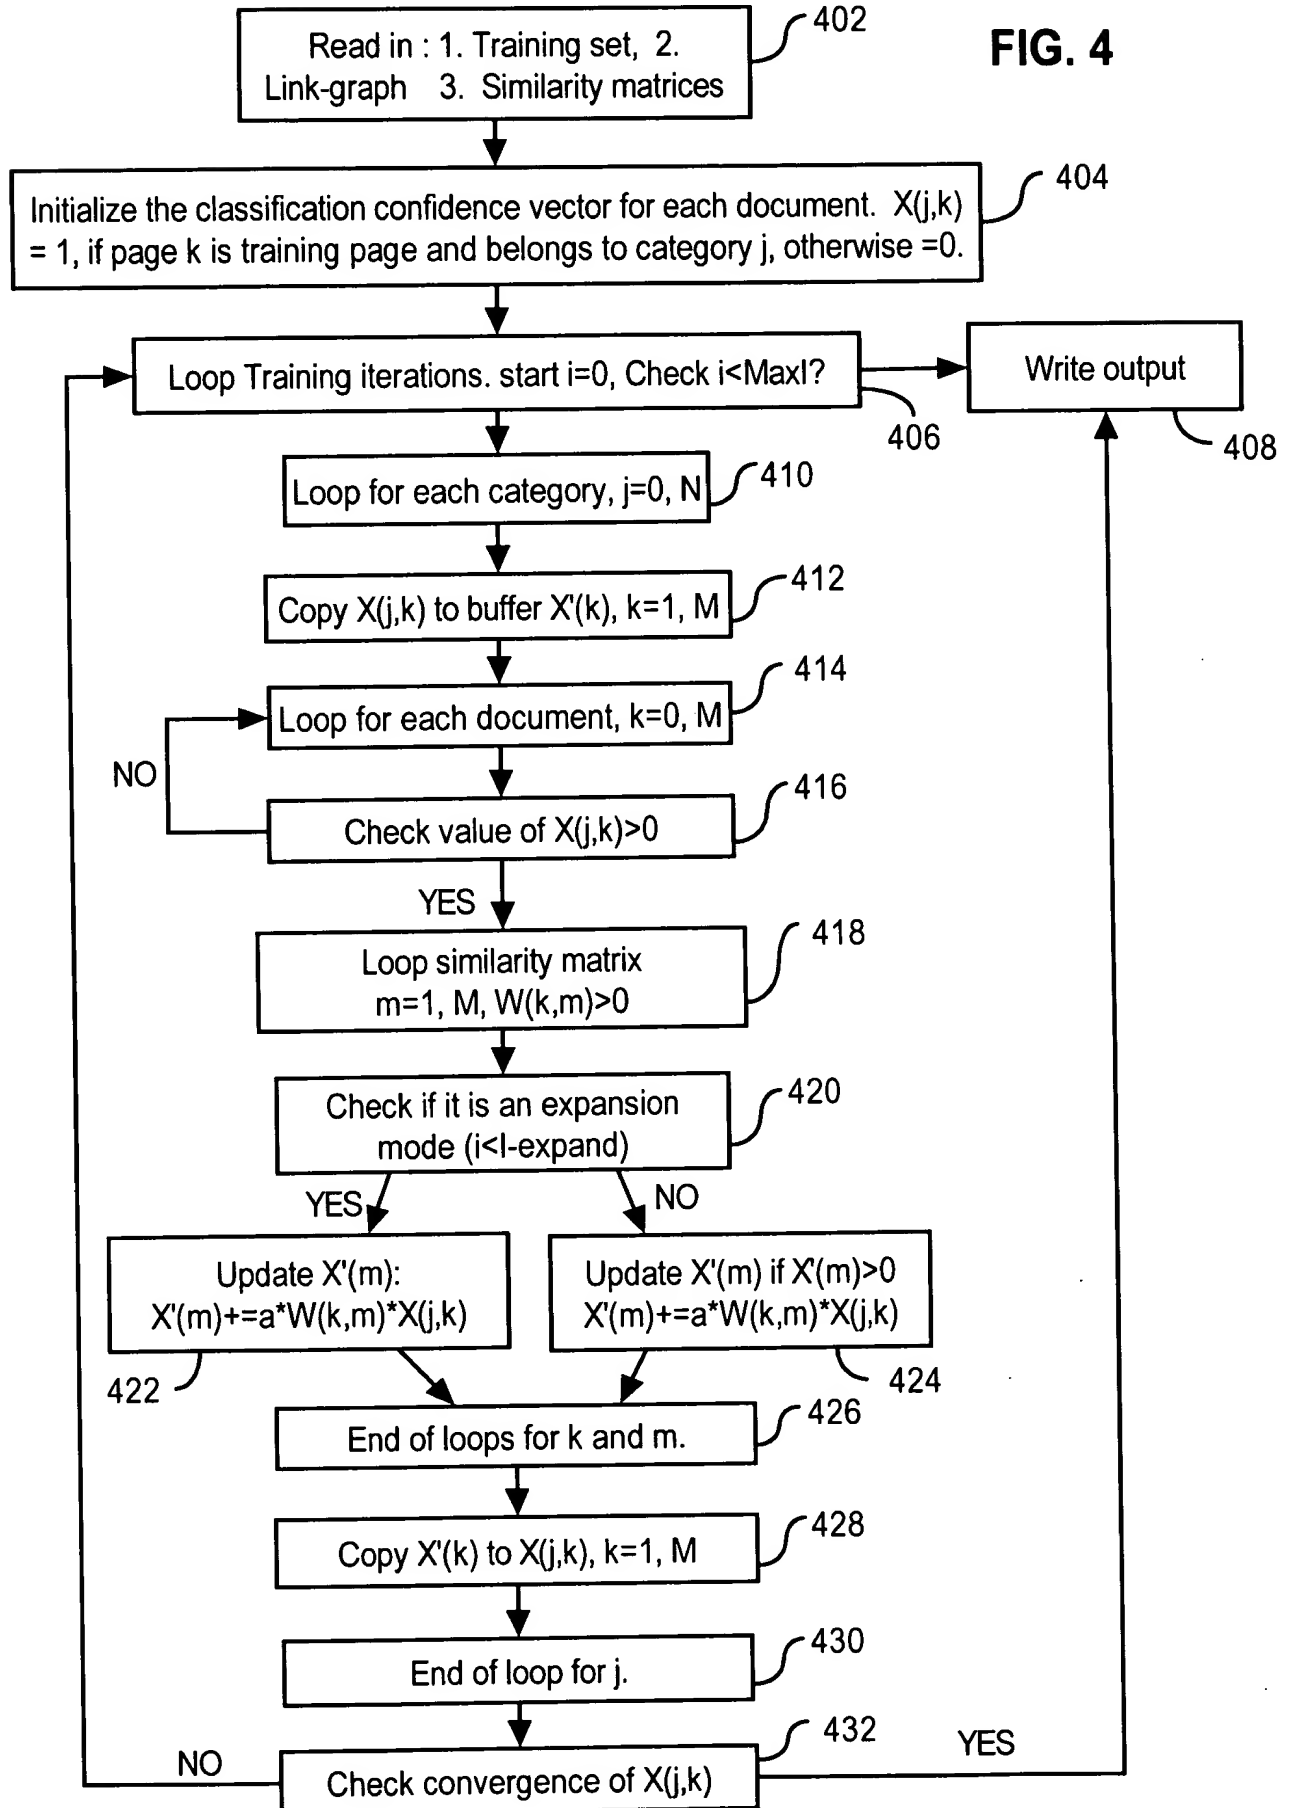 FIG. 4
Read in : 1. Training set, 2.
Link-graph 3. Similarity matrices
402
Initialize the classification confidence vector for each document. X(j,k)
= 1, if page k is training page and belongs to category j, otherwise =0.
404
Loop Training iterations. start i=0, Check i<MaxI?
406
Write output
408
Loop for each category, j=0, N
410
Copy X(j,k) to buffer X'(k), k=1, M
412
Loop for each document, k=0, M
414
NO
Check value of X(j,k)>0
416
YES
Loop similarity matrix
m=1, M, W(k,m)>0
418
Check if it is an expansion
mode (i<I-expand)
420
YES
NO
Update X'(m):
X'(m)+=a*W(k,m)*X(j,k)
422
Update X'(m) if X'(m)>0
X'(m)+=a*W(k,m)*X(j,k)
424
End of loops for k and m.
426
Copy X'(k) to X(j,k), k=1, M
428
End of loop for j.
430
NO
Check convergence of X(j,k)
432
YES